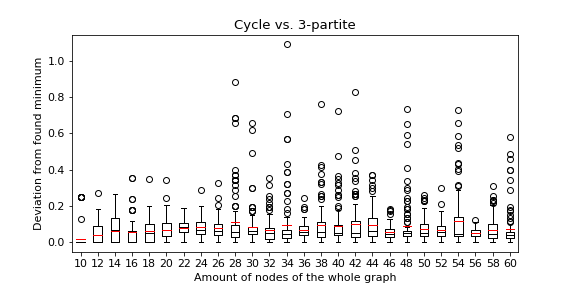 Cycle vs. 3-partite
Deviation from found minimum
1.0
0.8
0.6
0.4
0.2
0.0
10 12 14 16 18 20 22 24 26 28 30 32 34 36 38 40 42 44 46 48 50 52 54 56 58 60
Amount of nodes of the whole graph